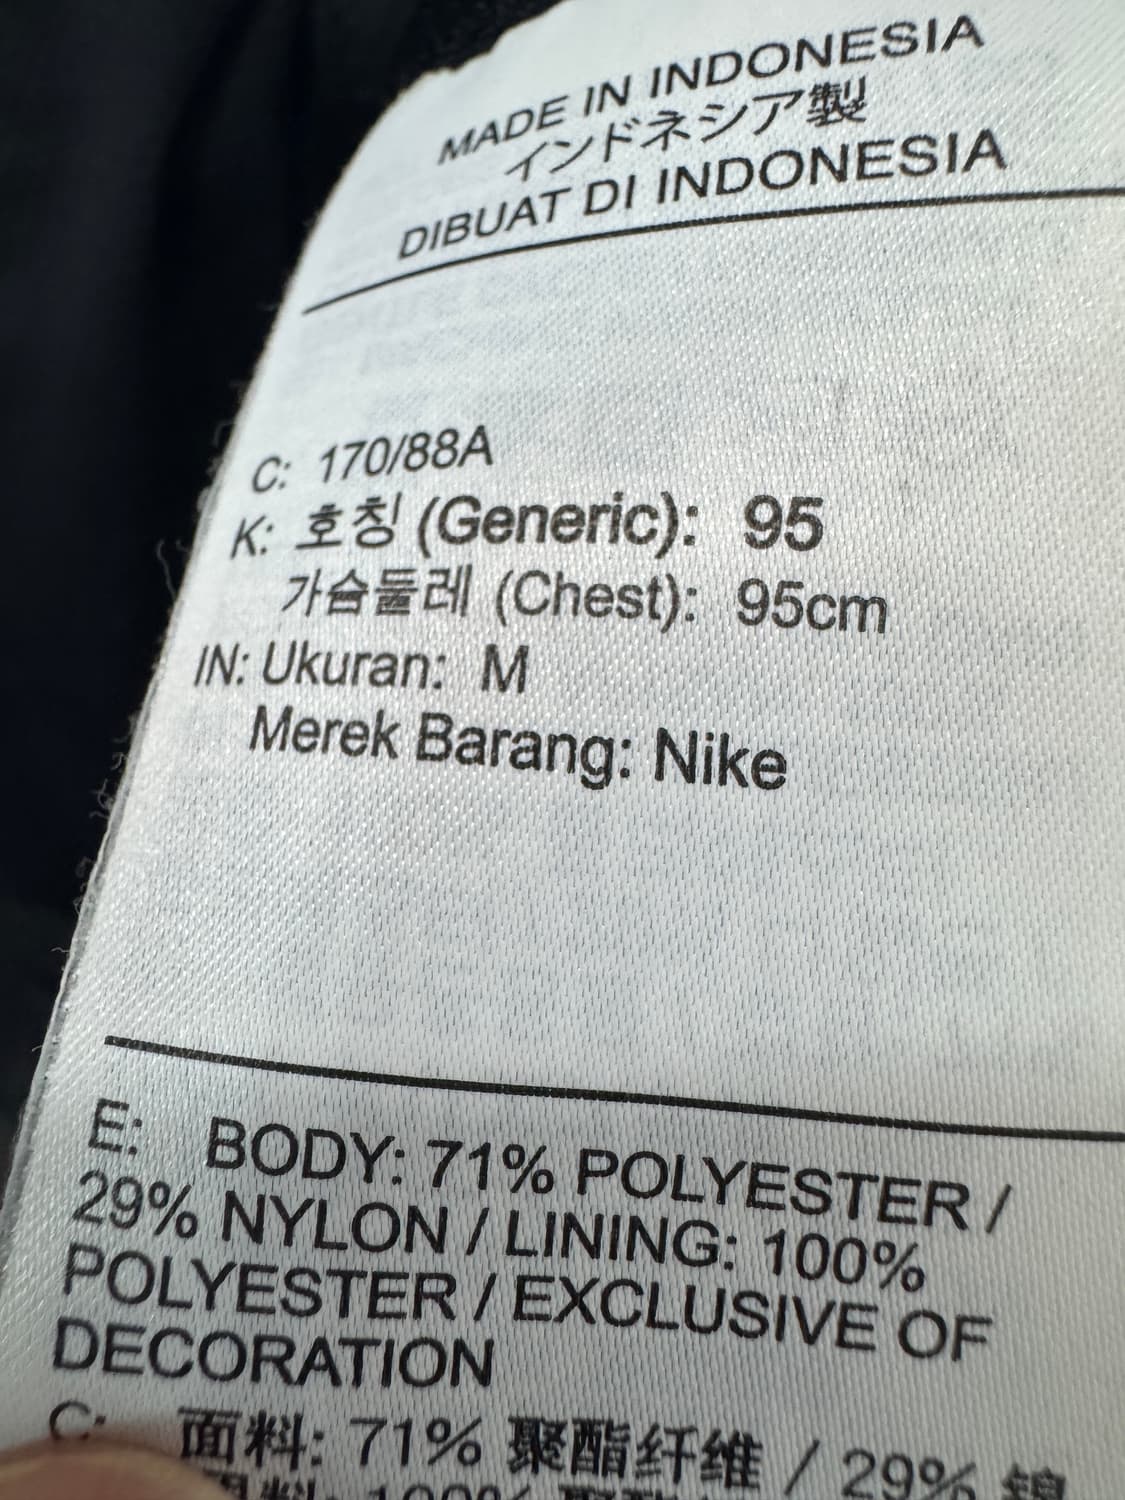 MADE IN INDONESIA
インドネシア製
DIBUAT DI INDONESIA
C: 170/88A
K: 호칭 (Generic): 95
가슴둘레 (Chest): 95cm
IN: Ukuran: M
Merek Barang: Nike
E: BODY: 71% POLYESTER /
29% NYLON / LINING: 100%
POLYESTER / EXCLUSIVE OF
DECORATION
C: 面料: 71% 聚酯纤维 / 29% 锦
100%